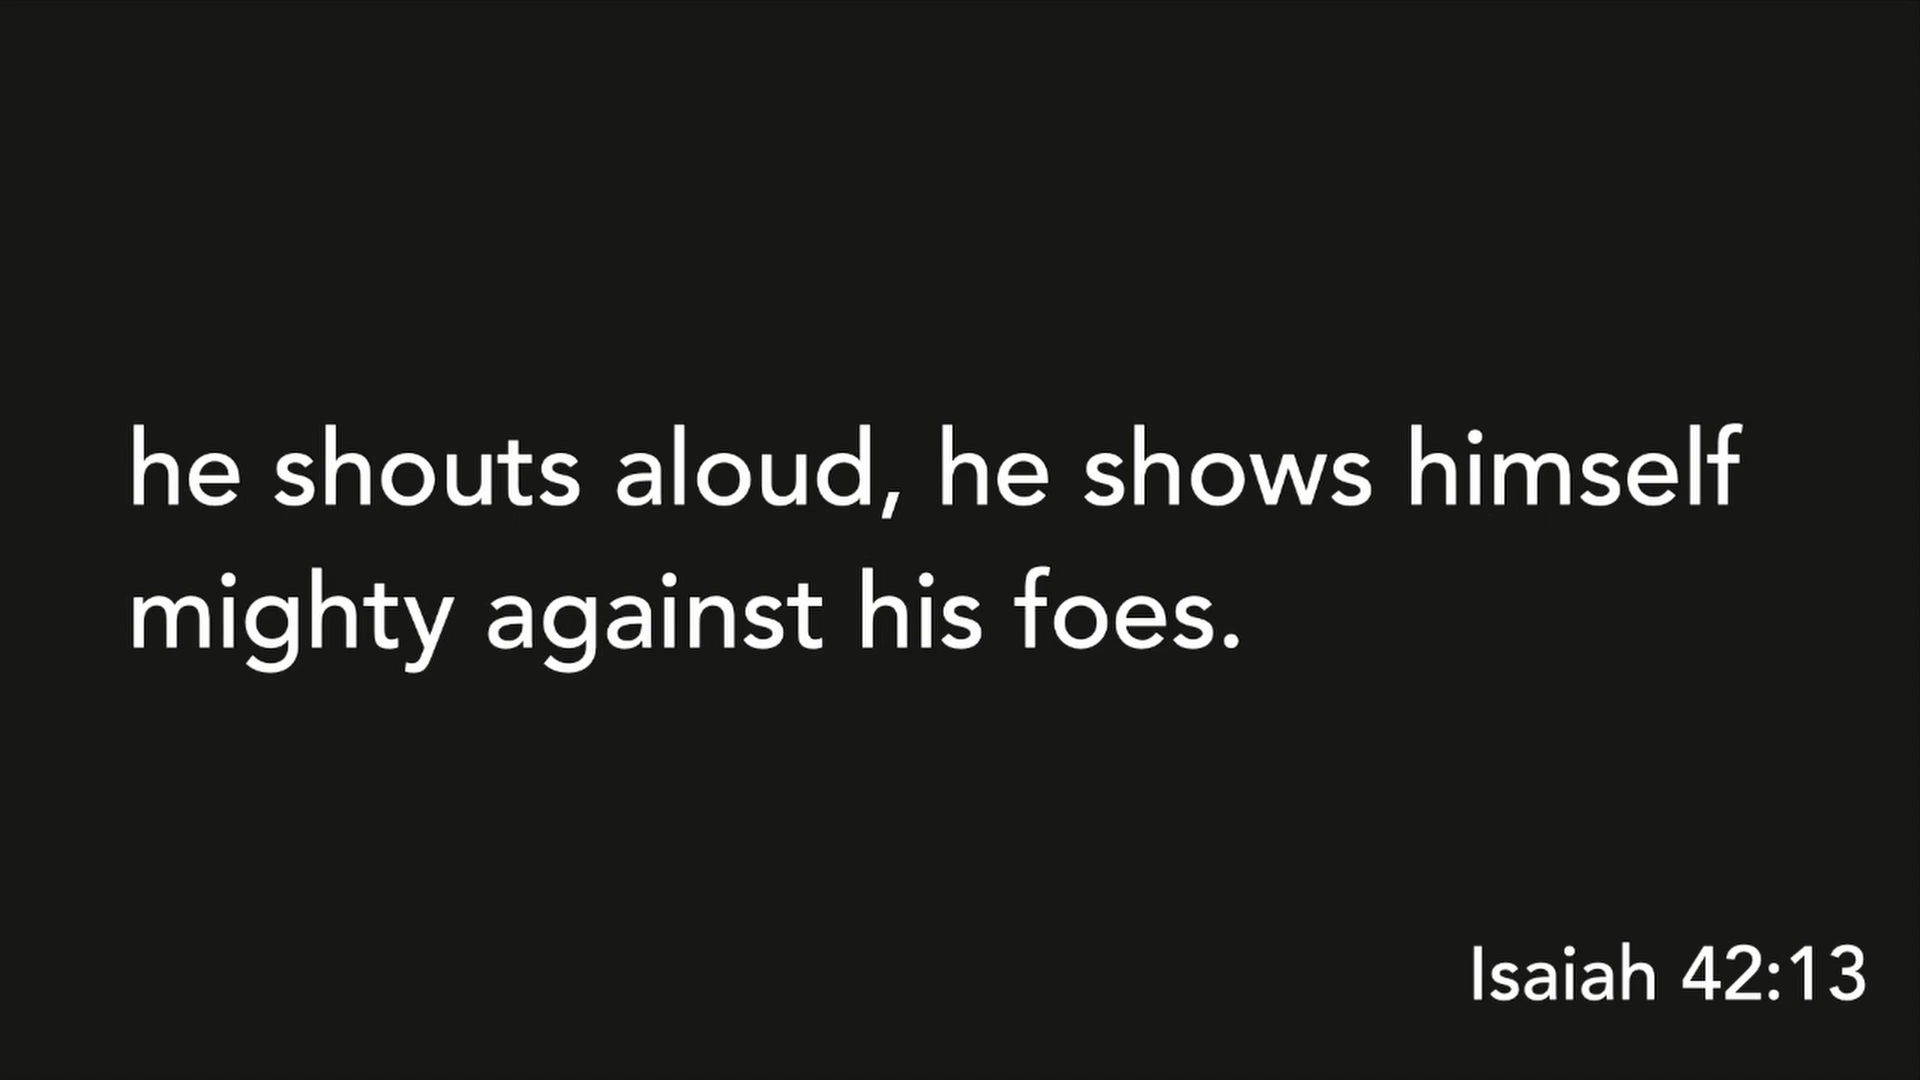 he shouts aloud, he shows himself
mighty against his foes.
Isaiah 42:13